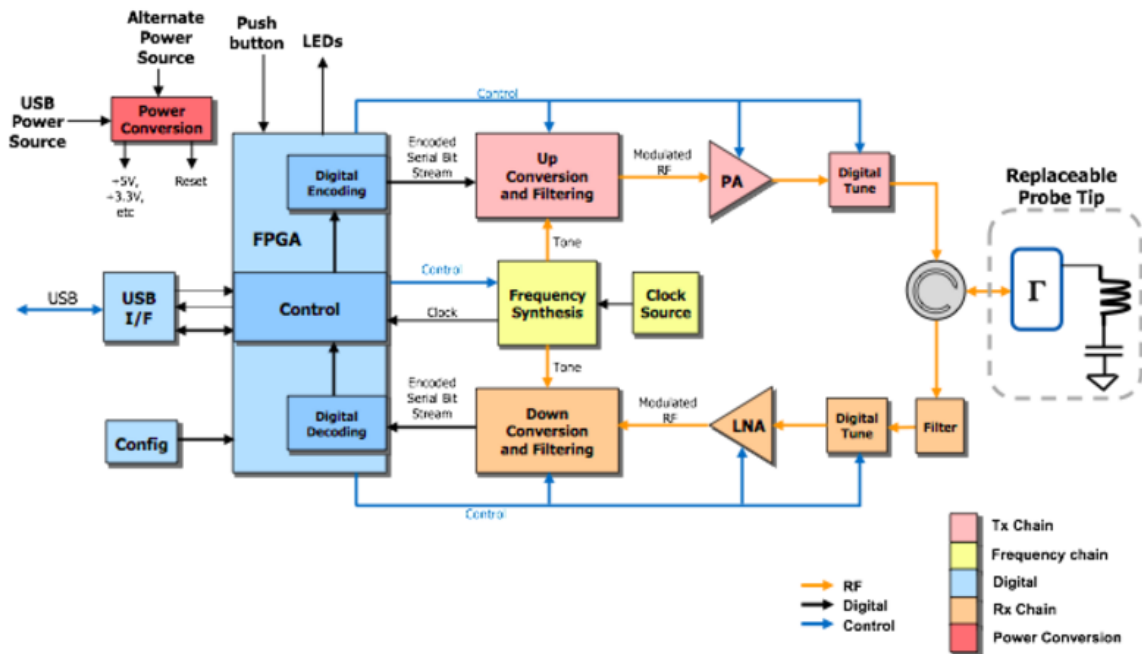 Alternate
Power
Source
Push
button
LEDs
USB
Power
Source
Power
Conversion
+5V,
+3.3V,
etc
Reset
Control
Encoded
Serial Bit
Stream
Digital
Encoding
Up
Conversion
and Filtering
Modulated
RF
PA
Digital
Tune
Replaceable
Probe Tip
FPGA
Tone
Γ
USB
USB
I/F
Control
Control
Clock
Frequency
Synthesis
Clock
Source
Tone
Encoded
Serial Bit
Stream
Digital
Decoding
Down
Conversion
and Filtering
Modulated
RF
LNA
Digital
Tune
Filter
Config
Control
Tx Chain
Frequency chain
Digital
Rx Chain
Power Conversion
RF
Digital
Control